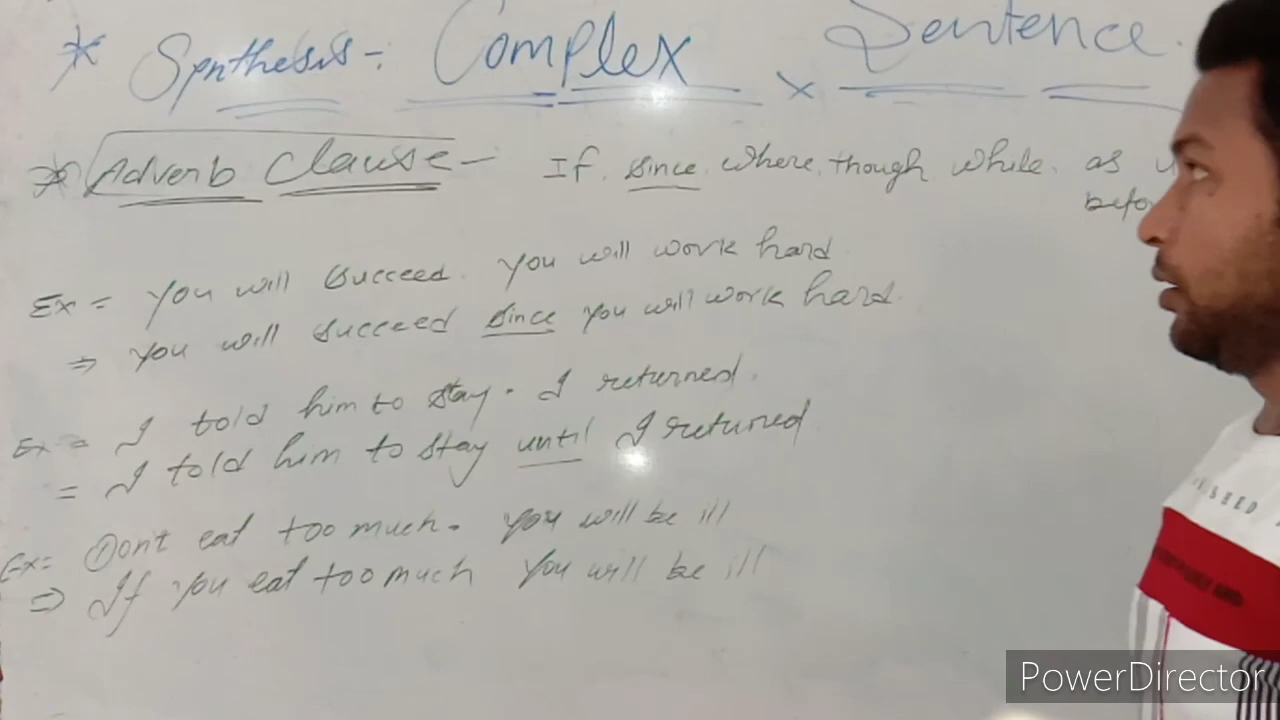 * Synthesis-: Complex x Sentence.
* Adverb Clause - If, since, where, though while. as
Ex = You will succeed. You will work hard.
⇒ You will succeed since you will work hard.
Ex = I told him to stay. I returned.
= I told him to stay until I returned
Ex= Don't eat too much. You will be ill
⇒ If you eat too much You will be ill
PowerDirector